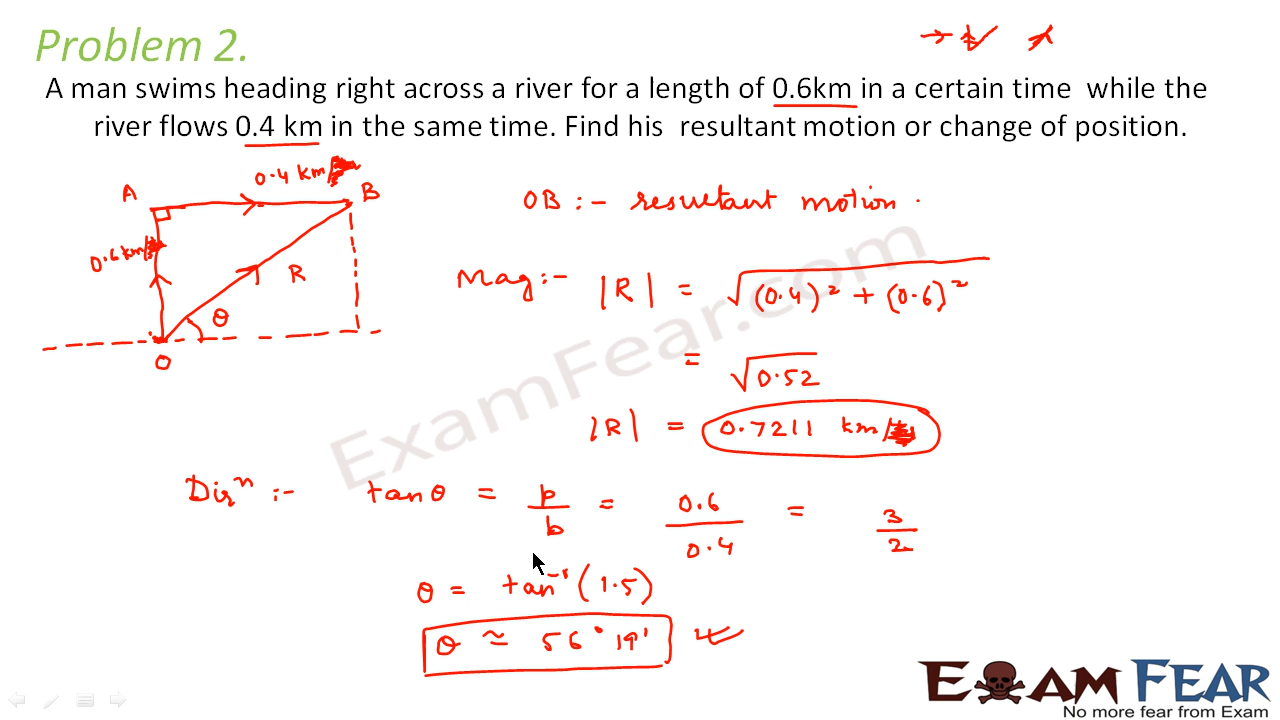 Problem 2.
A man swims heading right across a river for a length of 0.6km in a certain time while the
river flows 0.4 km in the same time. Find his resultant motion or change of position.
A
0.4 km/
B
0.6 km/
R
θ
O
OB :- resultant motion.
Mag :- |R| = √(0.4)² + (0.6)²
= √0.52
|R| = 0.7211 km/
Dirⁿ :- tanθ = p/b = 0.6/0.4 = 3/2
θ = tan⁻¹(1.5)
θ ≈ 56° 19'
ExamFear.com
EXAM FEAR
No more fear from Exam